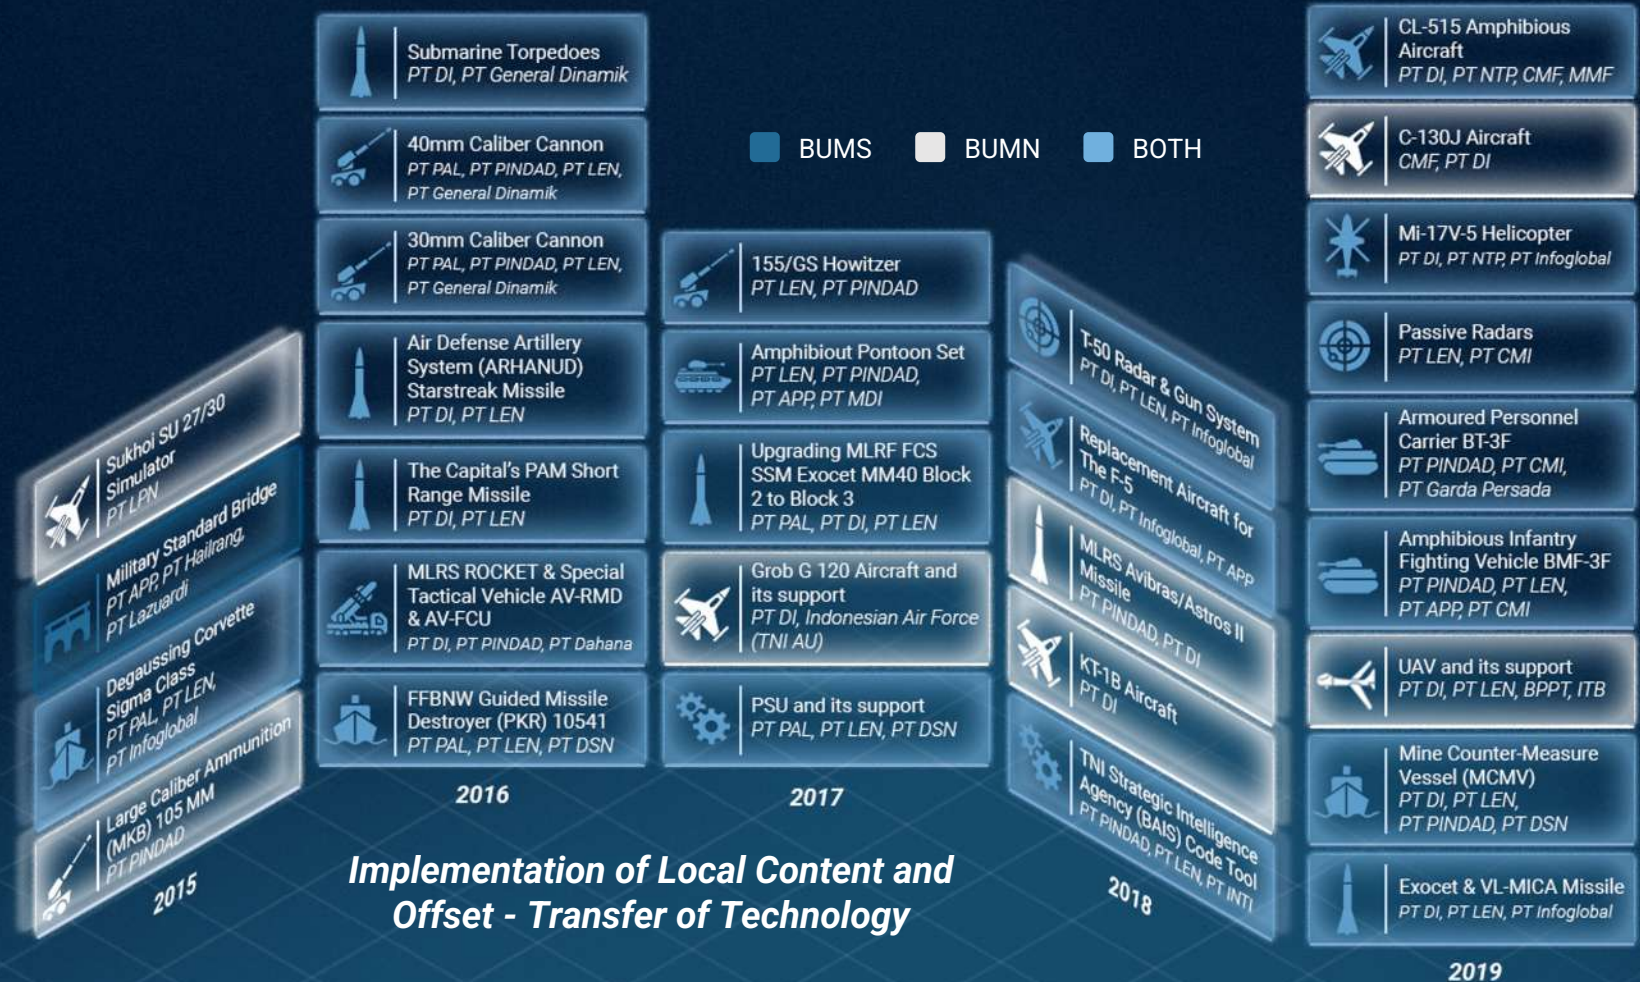 Sukhoi SU 27/30
Simulator
PT LPN
Military Standard Bridge
PT APP, PT Hailrang,
PT Lazuardi
Degaussing Corvette
Sigma Class
PT PAL, PT LEN,
PT Infoglobal
Large Caliber Ammunition
(MKB) 105 MM
PT PINDAD
2015
Submarine Torpedoes
PT DI, PT General Dinamik
40mm Caliber Cannon
PT PAL, PT PINDAD, PT LEN,
PT General Dinamik
30mm Caliber Cannon
PT PAL, PT PINDAD, PT LEN,
PT General Dinamik
Air Defense Artillery
System (ARHANUD)
Starstreak Missile
PT DI, PT LEN
The Capital's PAM Short
Range Missile
PT DI, PT LEN
MLRS ROCKET & Special
Tactical Vehicle AV-RMD
& AV-FCU
PT DI, PT PINDAD, PT Dahana
FFBNW Guided Missile
Destroyer (PKR) 10541
PT PAL, PT LEN, PT DSN
2016
BUMS
BUMN
BOTH
155/GS Howitzer
PT LEN, PT PINDAD
Amphibiout Pontoon Set
PT LEN, PT PINDAD,
PT APP, PT MDI
Upgrading MLRF FCS
SSM Exocet MM40 Block
2 to Block 3
PT PAL, PT DI, PT LEN
Grob G 120 Aircraft and
its support
PT DI, Indonesian Air Force
(TNI AU)
PSU and its support
PT PAL, PT LEN, PT DSN
2017
T-50 Radar & Gun System
PT DI, PT LEN, PT Infoglobal
Replacement Aircraft for
The F-5
PT DI, PT Infoglobal, PT APP
MLRS Avibras/Astros II
Missile
PT PINDAD, PT DI
KT-1B Aircraft
PT DI
TNI Strategic Intelligence
Agency (BAIS) Code Tool
PT PINDAD, PT LEN, PT INTI
2018
CL-515 Amphibious
Aircraft
PT DI, PT NTP, CMF, MMF
C-130J Aircraft
CMF, PT DI
Mi-17V-5 Helicopter
PT DI, PT NTP, PT Infoglobal
Passive Radars
PT LEN, PT CMI
Armoured Personnel
Carrier BT-3F
PT PINDAD, PT CMI,
PT Garda Persada
Amphibious Infantry
Fighting Vehicle BMF-3F
PT PINDAD, PT LEN,
PT APP, PT CMI
UAV and its support
PT DI, PT LEN, BPPT, ITB
Mine Counter-Measure
Vessel (MCMV)
PT DI, PT LEN,
PT PINDAD, PT DSN
Exocet & VL-MICA Missile
PT DI, PT LEN, PT Infoglobal
2019
Implementation of Local Content and
Offset - Transfer of Technology